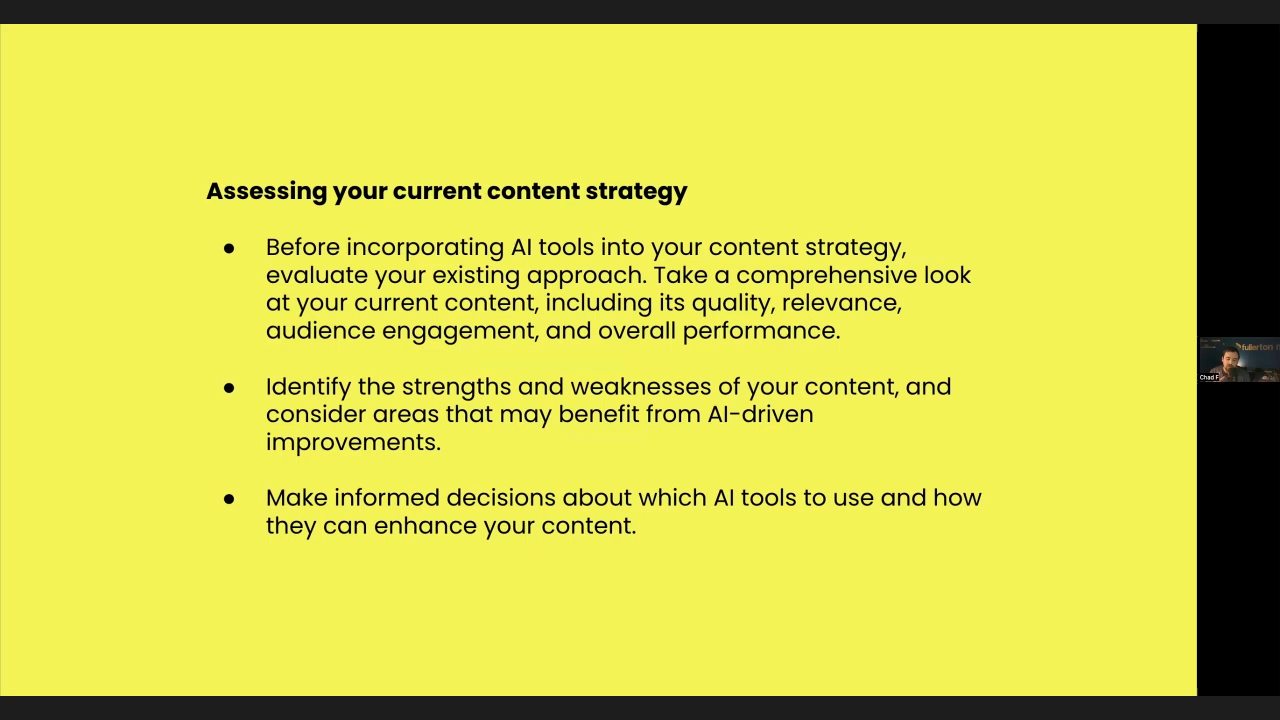 Assessing your current content strategy
● Before incorporating AI tools into your content strategy,
evaluate your existing approach. Take a comprehensive look
at your current content, including its quality, relevance,
audience engagement, and overall performance.
● Identify the strengths and weaknesses of your content, and
consider areas that may benefit from AI-driven
improvements.
● Make informed decisions about which AI tools to use and how
they can enhance your content.
fullerton
Chad F